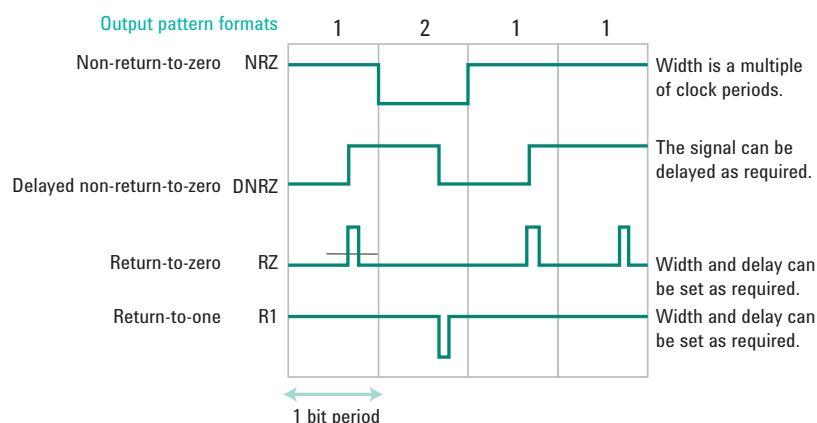 Output pattern formats 1 2 1 1
Non-return-to-zero NRZ
Width is a multiple
of clock periods.
Delayed non-return-to-zero DNRZ
The signal can be
delayed as required.
Return-to-zero RZ
Width and delay can
be set as required.
Return-to-one R1
Width and delay can
be set as required.
1 bit period